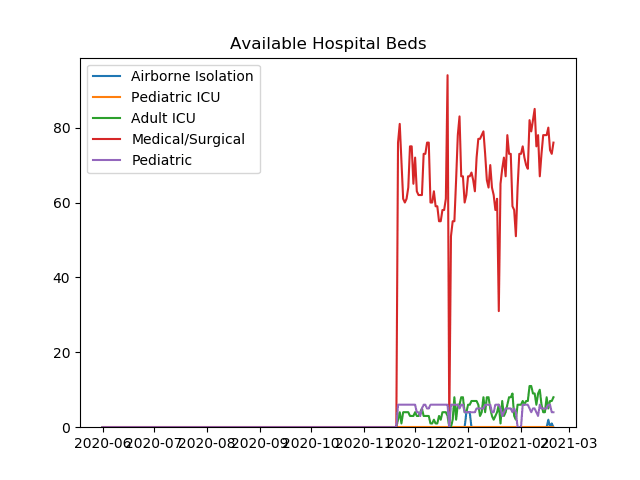 Available Hospital Beds
Airborne Isolation
Pediatric ICU
Adult ICU
Medical/Surgical
Pediatric
80
60
40
20
0
2020-06 2020-07 2020-08 2020-09 2020-10 2020-11 2020-12 2021-01 2021-02 2021-03